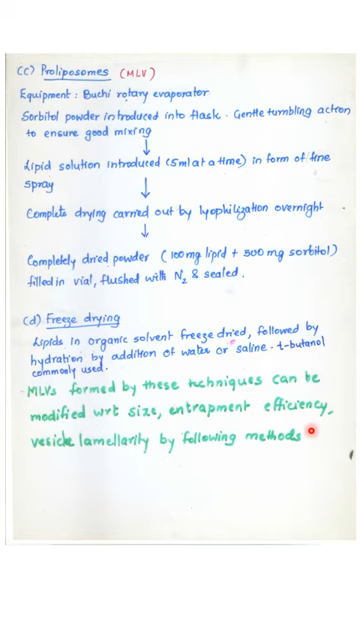 (c) Proliposomes (MLV)
Equipment : Buchi rotary evaporator
Sorbitol powder introduced into flask. Gentle tumbling action
to ensure good mixing
↓
Lipid solution introduced (5ml at a time) in form of fine
spray
↓
Complete drying carried out by lyophilization overnight
↓
Completely dried powder (100mg lipid + 500 mg sorbitol)
filled in vial, flushed with N₂ & sealed.
(d) Freeze drying
Lipids in organic solvent freeze dried, followed by
hydration by addition of water or saline. t-butanol
commonly used.
MLVs formed by these techniques can be
modified wrt size, entrapment efficiency,
vesicle lamellarity by following methods